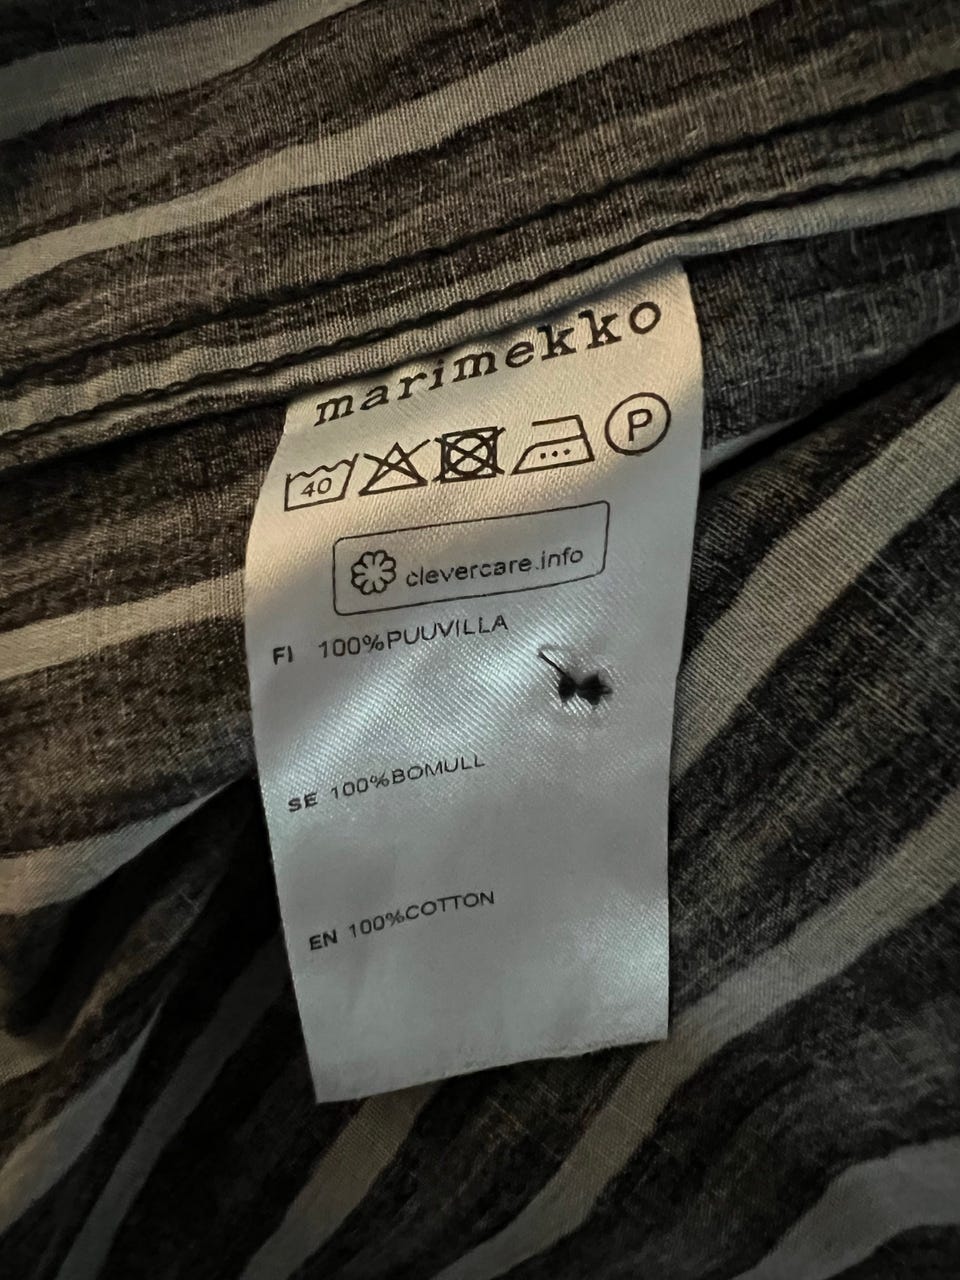 marimekko
40 P
clevercare.info
FI 100%PUUVILLA
SE 100%BOMULL
EN 100%COTTON